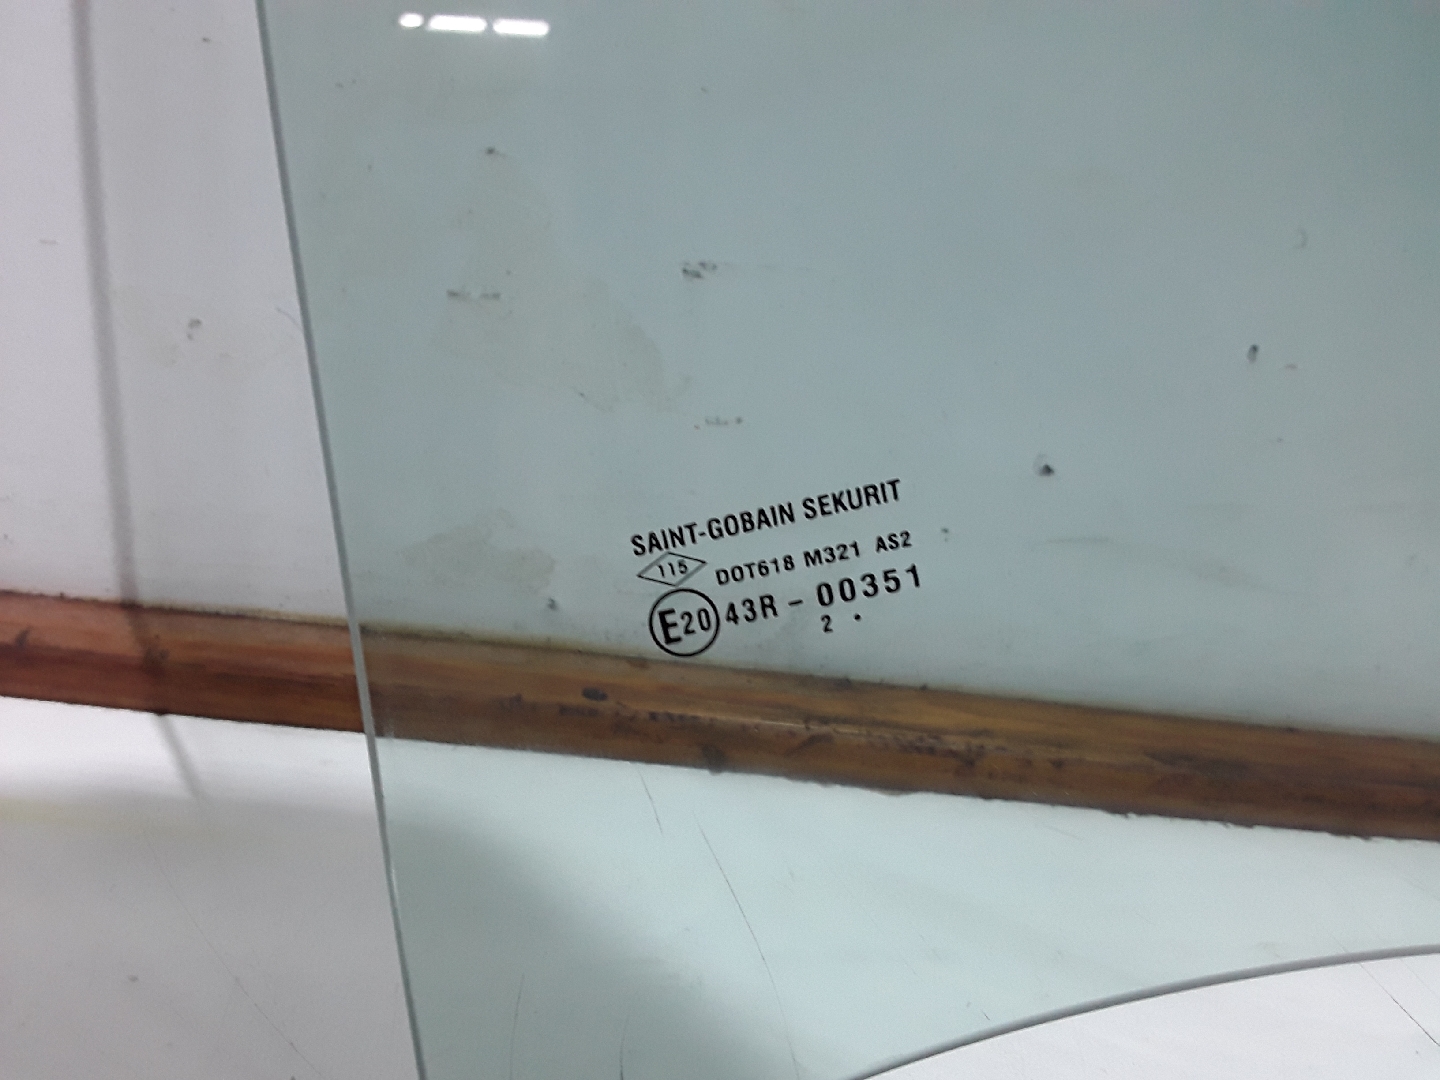 SAINT-GOBAIN SEKURIT
115 DOT618 M321 AS2
E20 43R - 00351
2 .